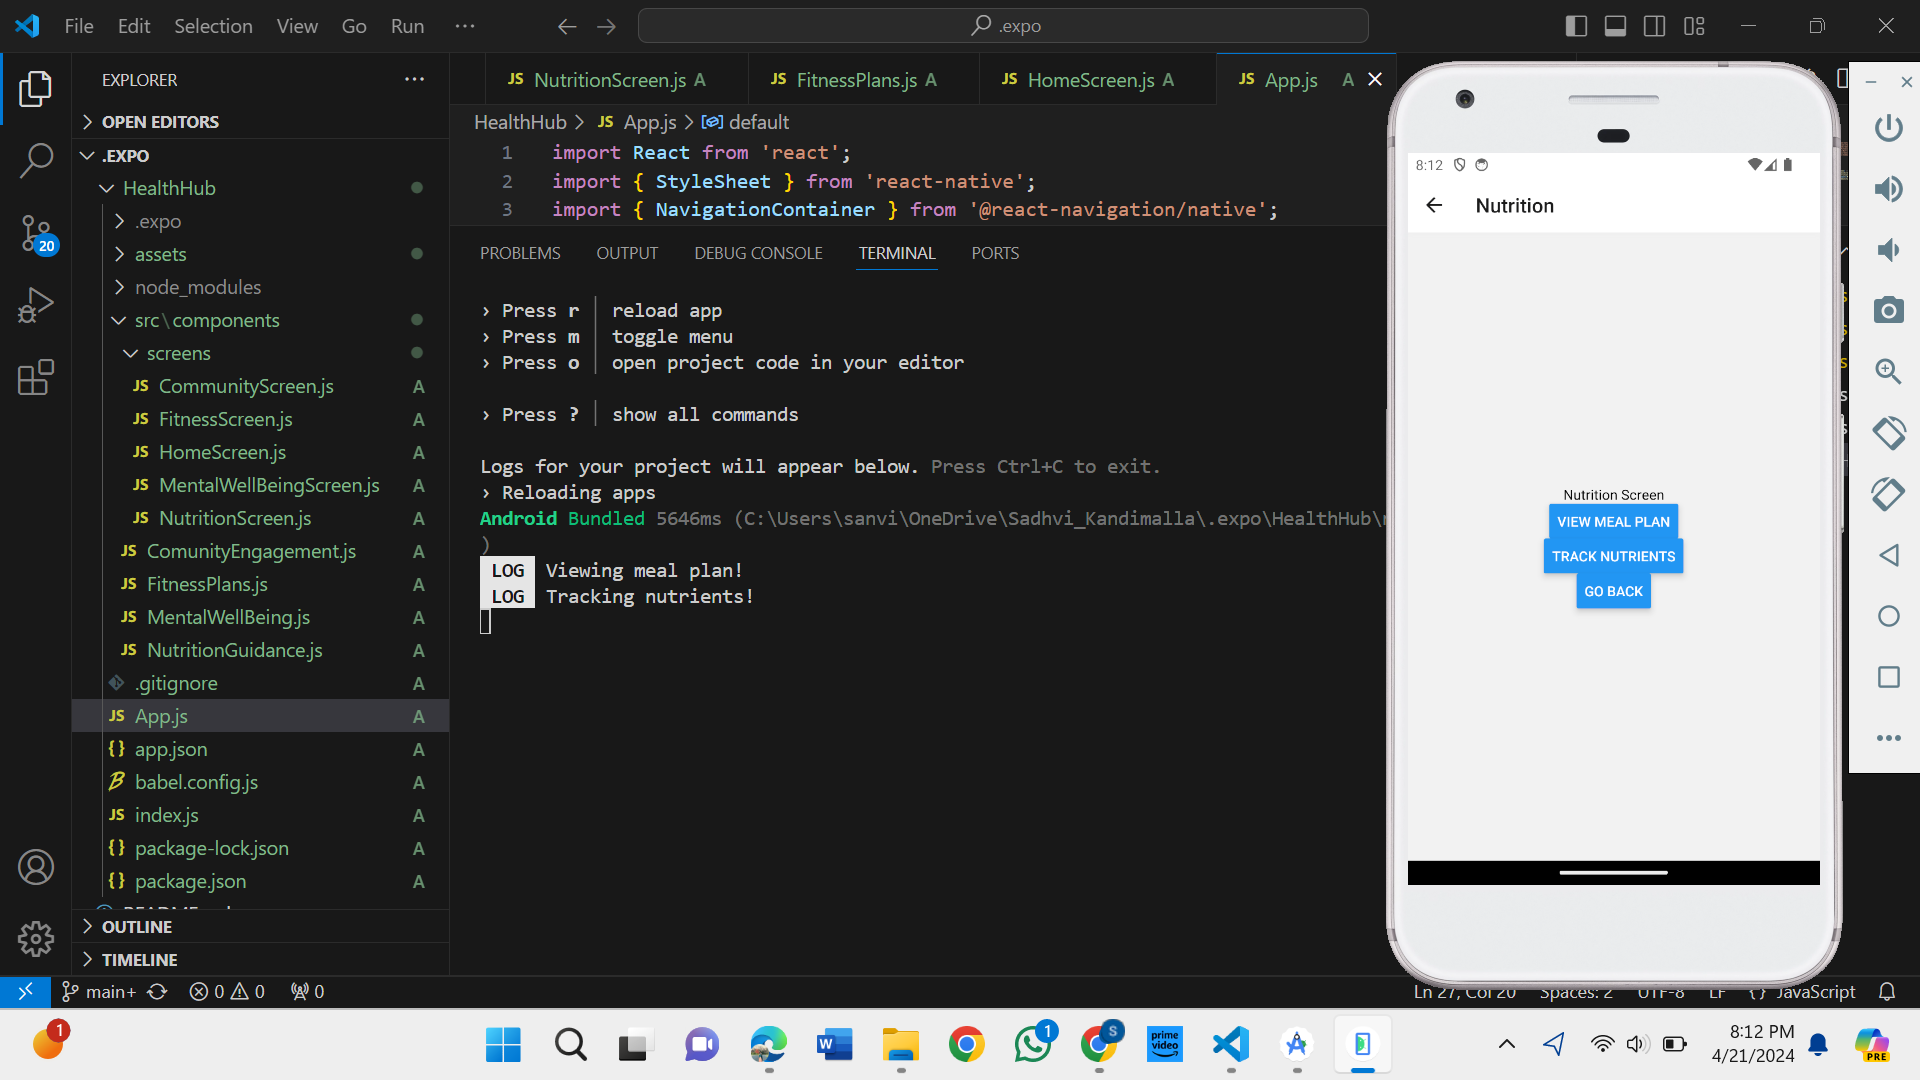 File Edit Selection View Go Run ···
.expo
EXPLORER ···
OPEN EDITORS
.EXPO
HealthHub
.expo
assets
node_modules
src\components
screens
JS CommunityScreen.js A
JS FitnessScreen.js A
JS HomeScreen.js A
JS MentalWellBeingScreen.js A
JS NutritionScreen.js A
JS ComunityEngagement.js A
JS FitnessPlans.js A
JS MentalWellBeing.js A
JS NutritionGuidance.js A
.gitignore A
JS App.js A
{} app.json A
babel.config.js A
JS index.js A
{} package-lock.json A
{} package.json A
OUTLINE
TIMELINE
20
JS NutritionScreen.js A JS FitnessPlans.js A JS HomeScreen.js A JS App.js A
HealthHub > JS App.js > default
1 import React from 'react';
2 import { StyleSheet } from 'react-native';
3 import { NavigationContainer } from '@react-navigation/native';
PROBLEMS OUTPUT DEBUG CONSOLE TERMINAL PORTS
› Press r │ reload app
› Press m │ toggle menu
› Press o │ open project code in your editor
› Press ? │ show all commands
Logs for your project will appear below. Press Ctrl+C to exit.
› Reloading apps
Android Bundled 5646ms (C:\Users\sanvi\OneDrive\Sadhvi_Kandimalla\.expo\HealthHub\
)
LOG Viewing meal plan!
LOG Tracking nutrients!
8:12
Nutrition
Nutrition Screen
VIEW MEAL PLAN
TRACK NUTRIENTS
GO BACK
main+ 0 0 0
Ln 27, Col 20 Spaces: 2 UTF-8 LF {} JavaScript
1
W
1
S
prime video
8:12 PM
4/21/2024
PRE